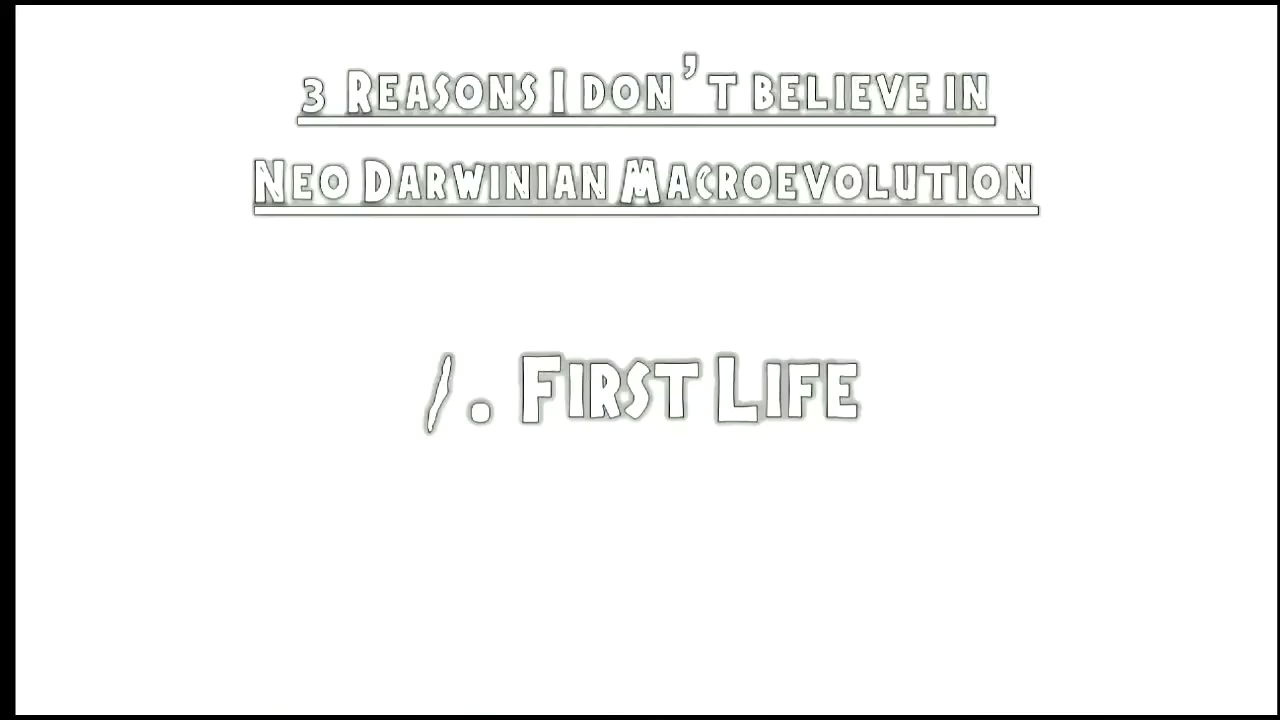 3 Reasons I don't believe in
Neo Darwinian Macroevolution
1. First Life